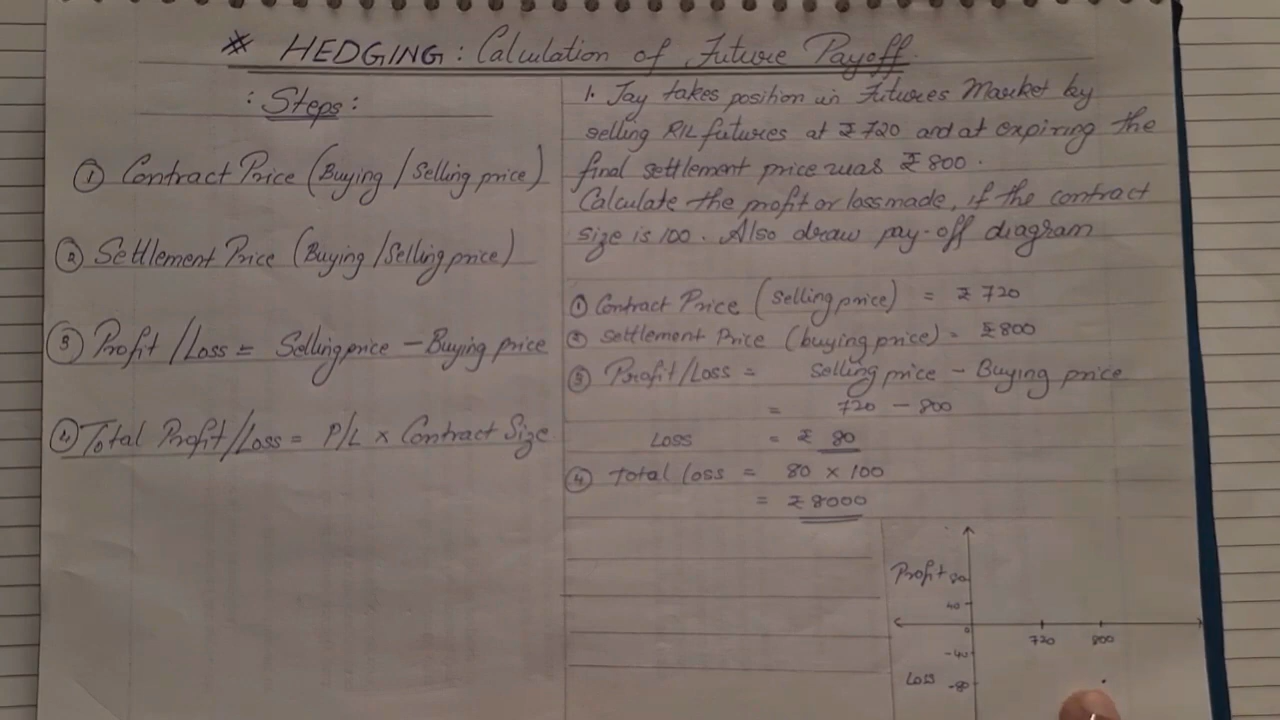 * HEDGING: Calculation of Future Payoff.
: Steps :
① Contract Price (Buying / Selling price)
② Settlement Price (Buying /Selling price)
③ Profit /Loss = Selling price - Buying price
④ Total Profit/Loss = P/L x Contract Size
1. Jay takes position in Futures Market by
selling RIL futures at ₹ 720 and at expiring the
final settlement price was ₹ 800.
Calculate the profit or loss made, if the contract
size is 100. Also draw pay-off diagram
① Contract Price (selling price) = ₹ 720
② Settlement Price (buying price) = ₹ 800
③ Profit/Loss = Selling price - Buying price
= 720 - 800
Loss = ₹ 80
④ Total Loss = 80 x 100
= ₹ 8000
Profit 80
40
0
720 800
-40
Loss -80